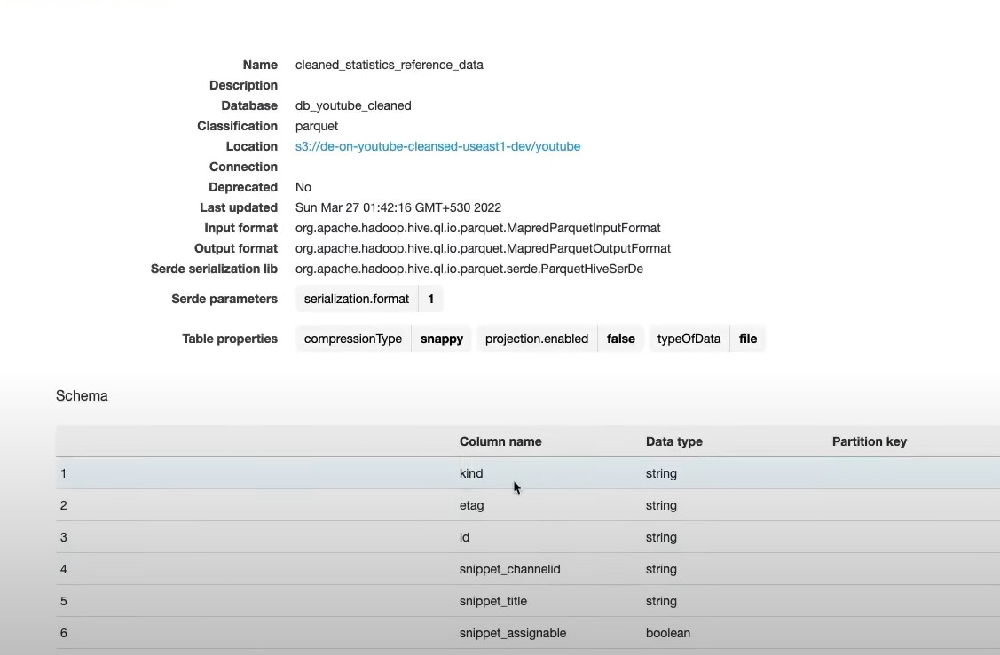 Name cleaned_statistics_reference_data
Description
Database db_youtube_cleaned
Classification parquet
Location s3://de-on-youtube-cleansed-useast1-dev/youtube
Connection
Deprecated No
Last updated Sun Mar 27 01:42:16 GMT+530 2022
Input format org.apache.hadoop.hive.ql.io.parquet.MapredParquetInputFormat
Output format org.apache.hadoop.hive.ql.io.parquet.MapredParquetOutputFormat
Serde serialization lib org.apache.hadoop.hive.ql.io.parquet.serde.ParquetHiveSerDe
Serde parameters serialization.format 1
Table properties compressionType snappy projection.enabled false typeOfData file
Schema
Column name Data type Partition key
1 kind string
2 etag string
3 id string
4 snippet_channelid string
5 snippet_title string
6 snippet_assignable boolean